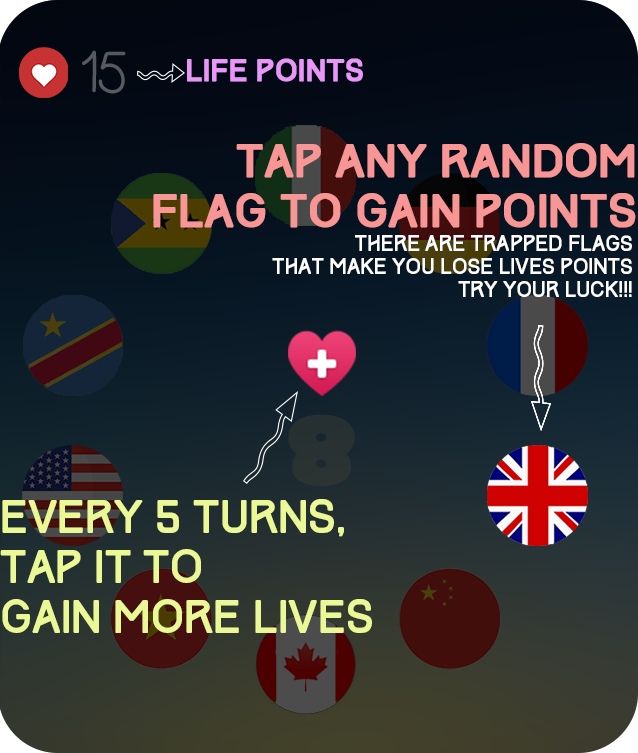 15 LIFE POINTS
TAP ANY RANDOM
FLAG TO GAIN POINTS
THERE ARE TRAPPED FLAGS
THAT MAKE YOU LOSE LIVES POINTS
TRY YOUR LUCK!!!
8
EVERY 5 TURNS,
TAP IT TO
GAIN MORE LIVES